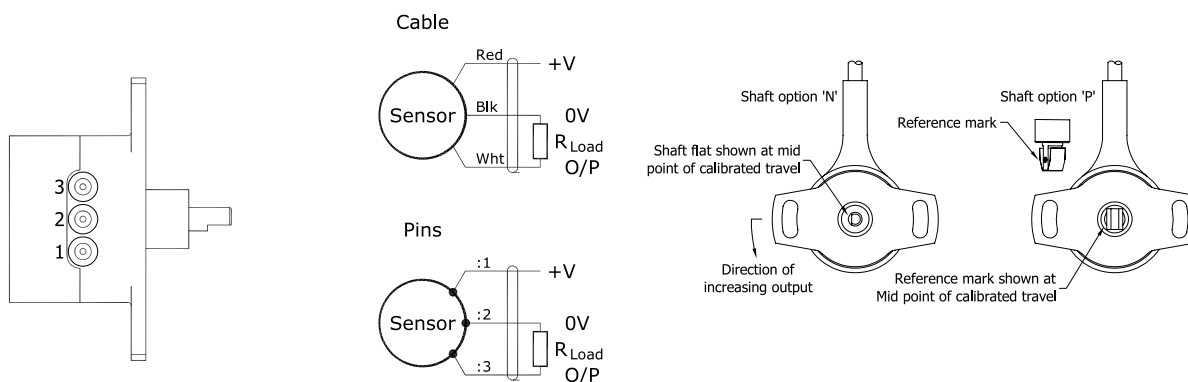 3
2
1
Cable
Red
+V
Sensor
Blk
0V
R Load
Wht
O/P
Pins
:1
+V
Sensor
:2
0V
R Load
:3
O/P
Shaft option 'N'
Shaft flat shown at mid
point of calibrated travel
Direction of
increasing output
Shaft option 'P'
Reference mark
Reference mark shown at
Mid point of calibrated travel